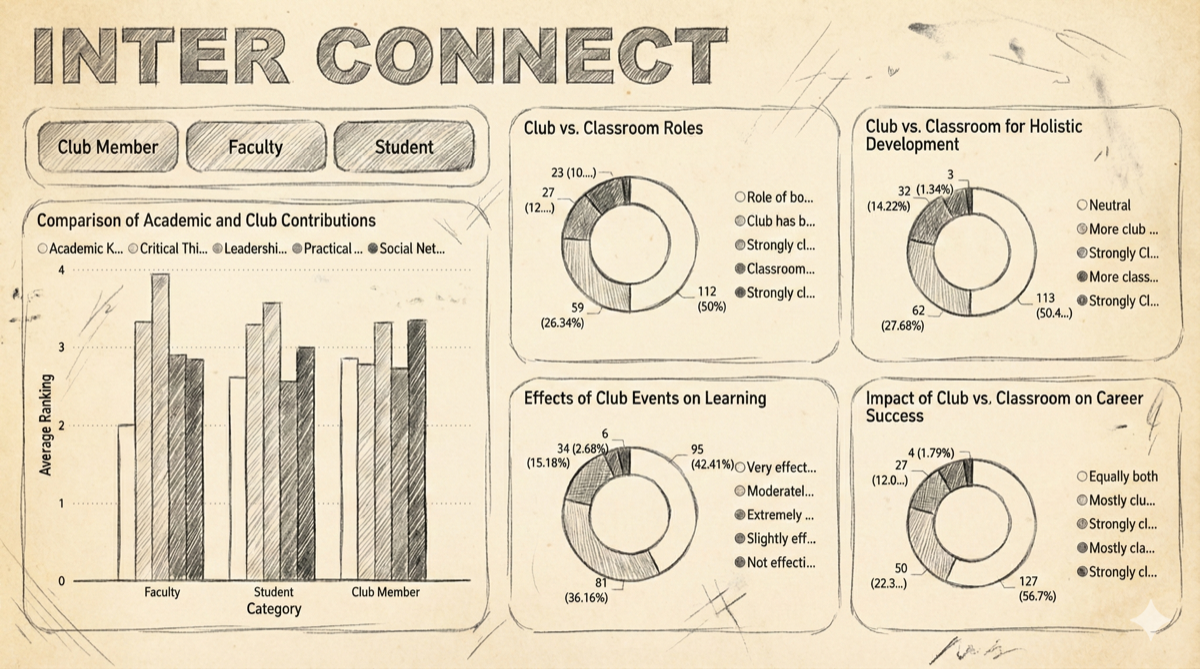 INTER CONNECT
Club Member
Faculty
Student
Comparison of Academic and Club Contributions
Academic K... Critical Thi... Leadershi... Practical ... Social Net...
4
3
2
1
0
Average Ranking
Faculty
Student
Club Member
Category
Club vs. Classroom Roles
23 (10....)
27
(12....)
59
(26.34%)
112
(50%)
Role of bo...
Club has b...
Strongly cl...
Classroom...
Strongly cl...
Club vs. Classroom for Holistic
Development
3
(1.34%)
32
(14.22%)
62
(27.68%)
113
(50.4...)
Neutral
More club ...
Strongly Cl...
More class...
Strongly Cl...
Effects of Club Events on Learning
6
(2.68%)
34
(15.18%)
95
(42.41%)
81
(36.16%)
Very effect...
Moderatel...
Extremely ...
Slightly eff...
Not effecti...
Impact of Club vs. Classroom on Career
Success
4 (1.79%)
27
(12.0...)
50
(22.3...)
127
(56.7%)
Equally both
Mostly clu...
Strongly cl...
Mostly cla...
Strongly cl...